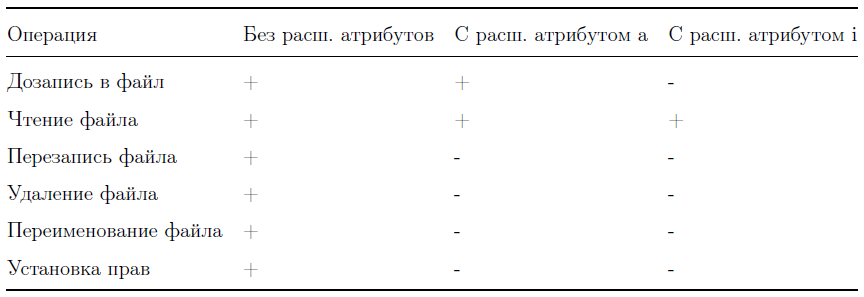 Операция Без расш. атрибутов С расш. атрибутом a С расш. атрибутом i
Дозапись в файл + + -
Чтение файла + + +
Перезапись файла + - -
Удаление файла + - -
Переименование файла + - -
Установка прав + - -